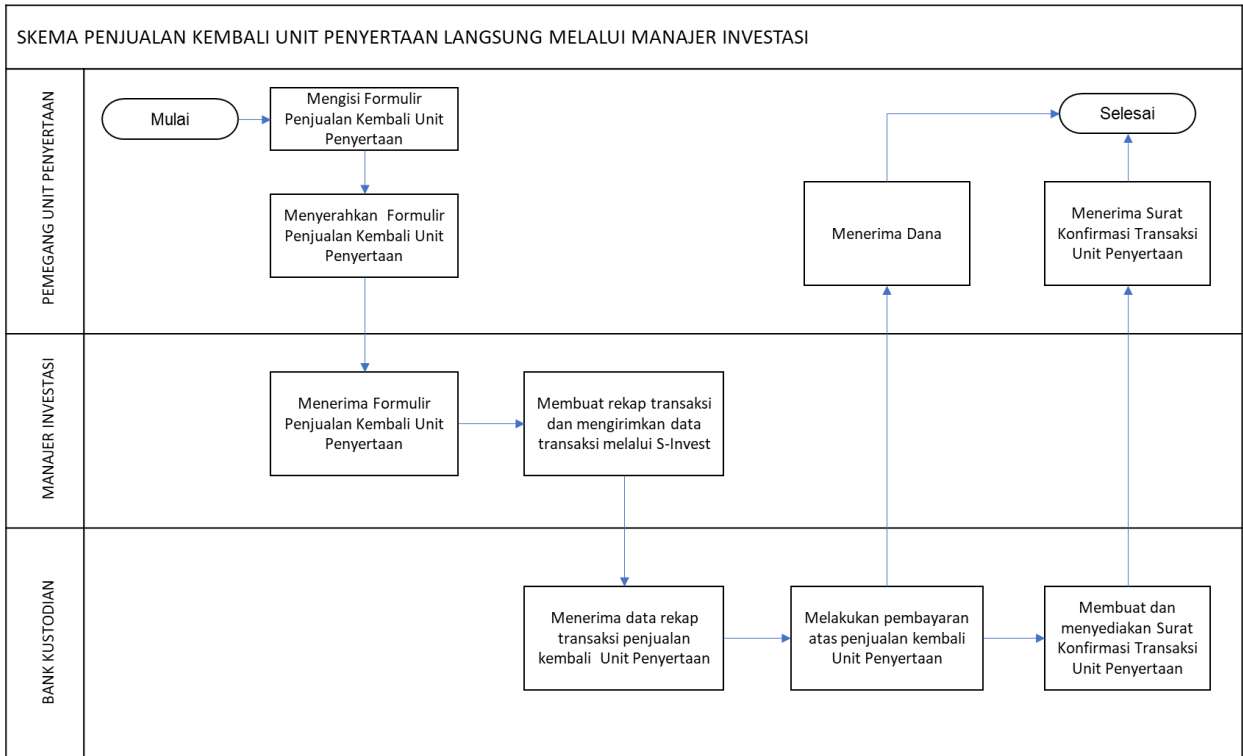 SKEMA PENJUALAN KEMBALI UNIT PENYERTAAN LANGSUNG MELALUI MANAJER INVESTASI
PEMEGANG UNIT PENYERTAAN
Mulai
Mengisi Formulir
Penjualan Kembali Unit
Penyertaan
Selesai
Menyerahkan Formulir
Penjualan Kembali Unit
Penyertaan
Menerima Dana
Menerima Surat
Konfirmasi Transaksi
Unit Penyertaan
MANAJER INVESTASI
Menerima Formulir
Penjualan Kembali Unit
Penyertaan
Membuat rekap transaksi
dan mengirimkan data
transaksi melalui S-Invest
BANK KUSTODIAN
Menerima data rekap
transaksi penjualan
kembali Unit Penyertaan
Melakukan pembayaran
atas penjualan kembali
Unit Penyertaan
Membuat dan
menyediakan Surat
Konfirmasi Transaksi
Unit Penyertaan